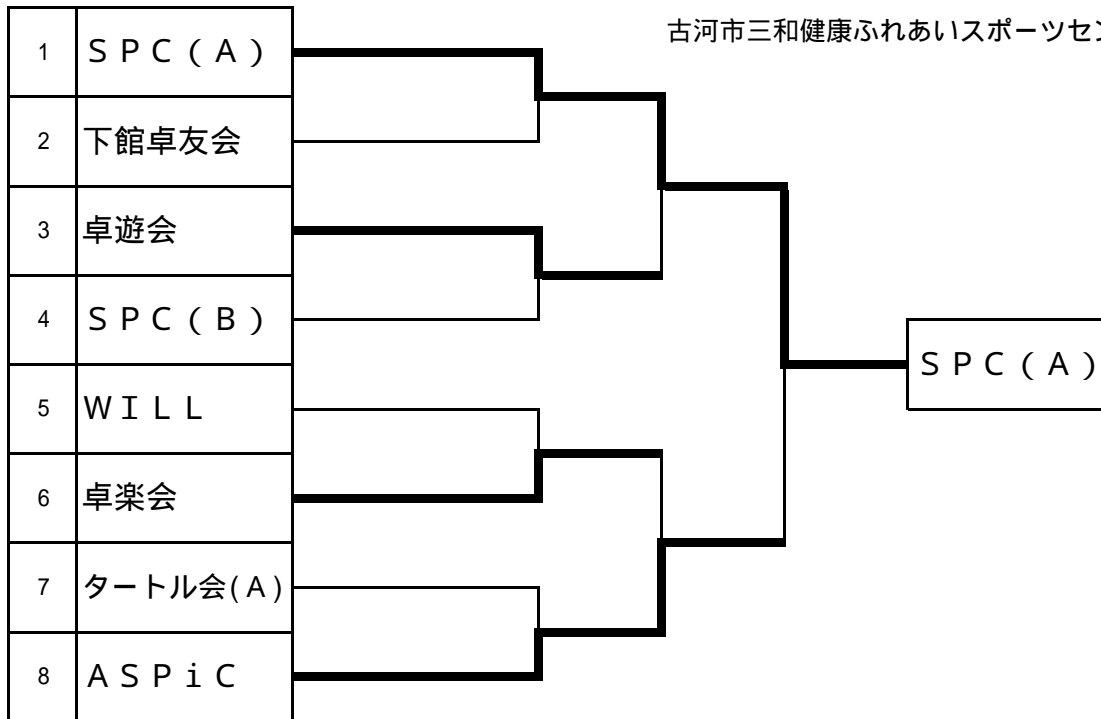 古河市三和健康ふれあいスポーツセン
1 ＳＰＣ(Ａ)
2 下館卓友会
3 卓遊会
4 ＳＰＣ(Ｂ)
5 ＷＩＬＬ
6 卓楽会
7 タートル会(Ａ)
8 ＡＳＰｉＣ
ＳＰＣ(Ａ)